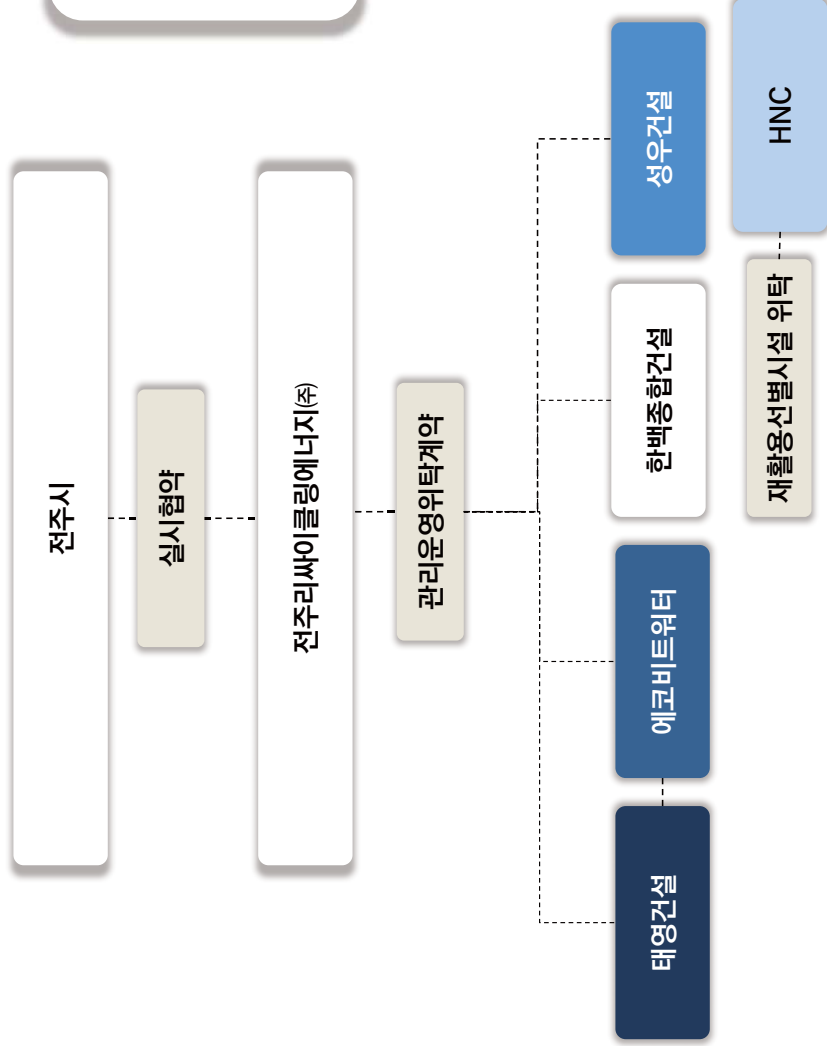 전주시
실시협약
전주리싸이클링에너지(주)
관리운영위탁계약
태영건설
에코비트워터
한백종합건설
성우건설
재활용선별시설 위탁
HNC